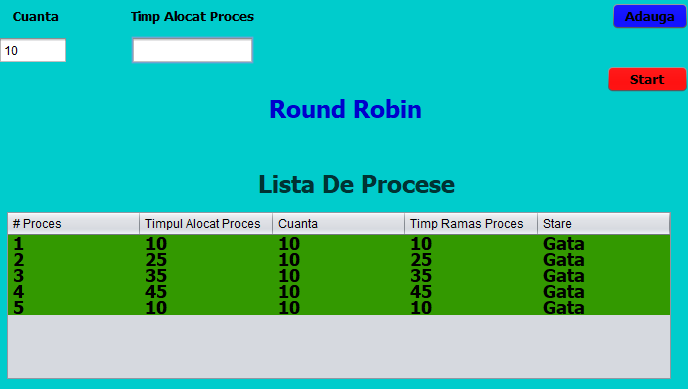 Cuanta Timp Alocat Proces Adauga
10
Start
Round Robin
Lista De Procese
# Proces Timpul Alocat Proces Cuanta Timp Ramas Proces Stare
1 10 10 10 Gata
2 25 10 25 Gata
3 35 10 35 Gata
4 45 10 45 Gata
5 10 10 10 Gata